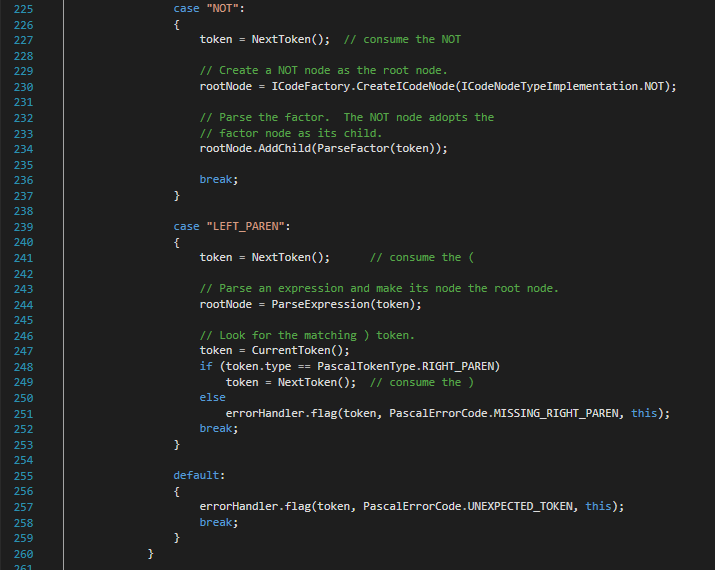 225 case "NOT":
226 {
227 token = NextToken();  // consume the NOT
228
229 // Create a NOT node as the root node.
230 rootNode = ICodeFactory.CreateICodeNode(ICodeNodeTypeImplementation.NOT);
231
232 // Parse the factor.  The NOT node adopts the
233 // factor node as its child.
234 rootNode.AddChild(ParseFactor(token));
235
236 break;
237 }
238
239 case "LEFT_PAREN":
240 {
241 token = NextToken();      // consume the (
242
243 // Parse an expression and make its node the root node.
244 rootNode = ParseExpression(token);
245
246 // Look for the matching ) token.
247 token = CurrentToken();
248 if (token.type == PascalTokenType.RIGHT_PAREN)
249 token = NextToken();  // consume the )
250 else
251 errorHandler.flag(token, PascalErrorCode.MISSING_RIGHT_PAREN, this);
252 break;
253 }
254
255 default:
256 {
257 errorHandler.flag(token, PascalErrorCode.UNEXPECTED_TOKEN, this);
258 break;
259 }
260 }
261